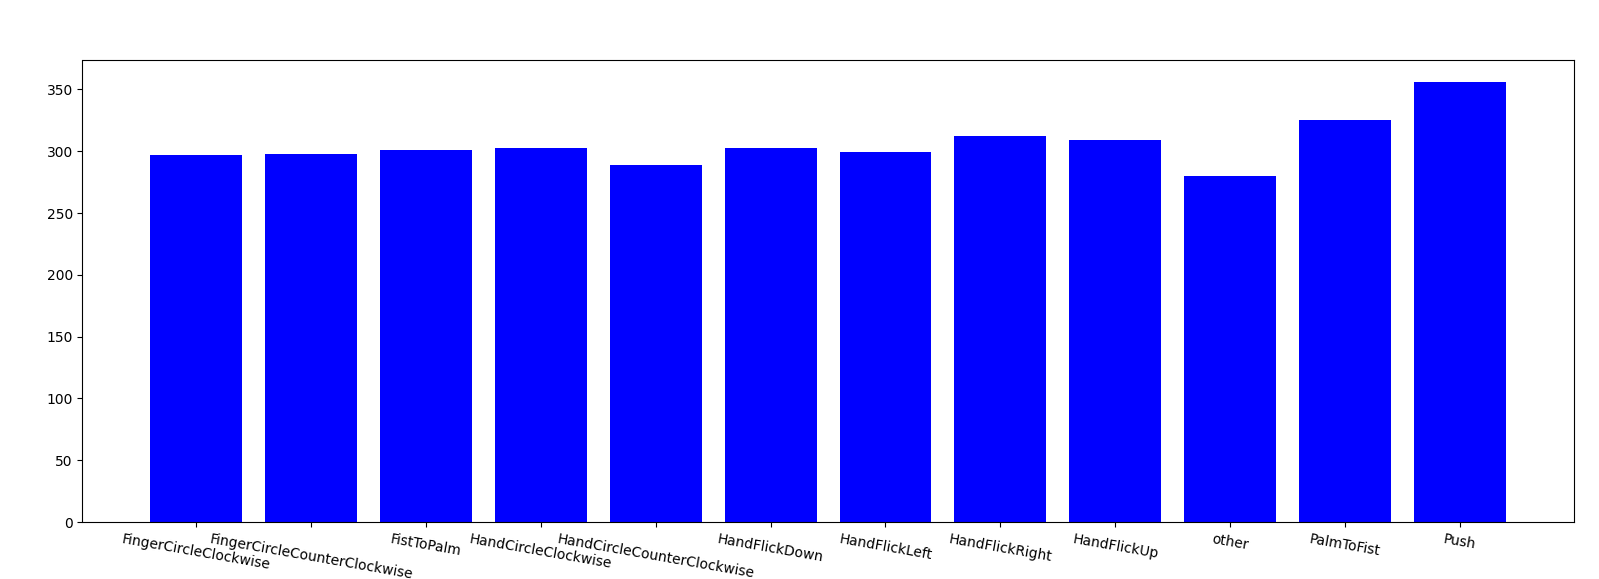 350
300
250
200
150
100
50
0
FingerCircleClockwise
FingerCircleCounterClockwise
FistToPalm
HandCircleClockwise
HandCircleCounterClockwise
HandFlickDown
HandFlickLeft
HandFlickRight
HandFlickUp
other
PalmToFist
Push